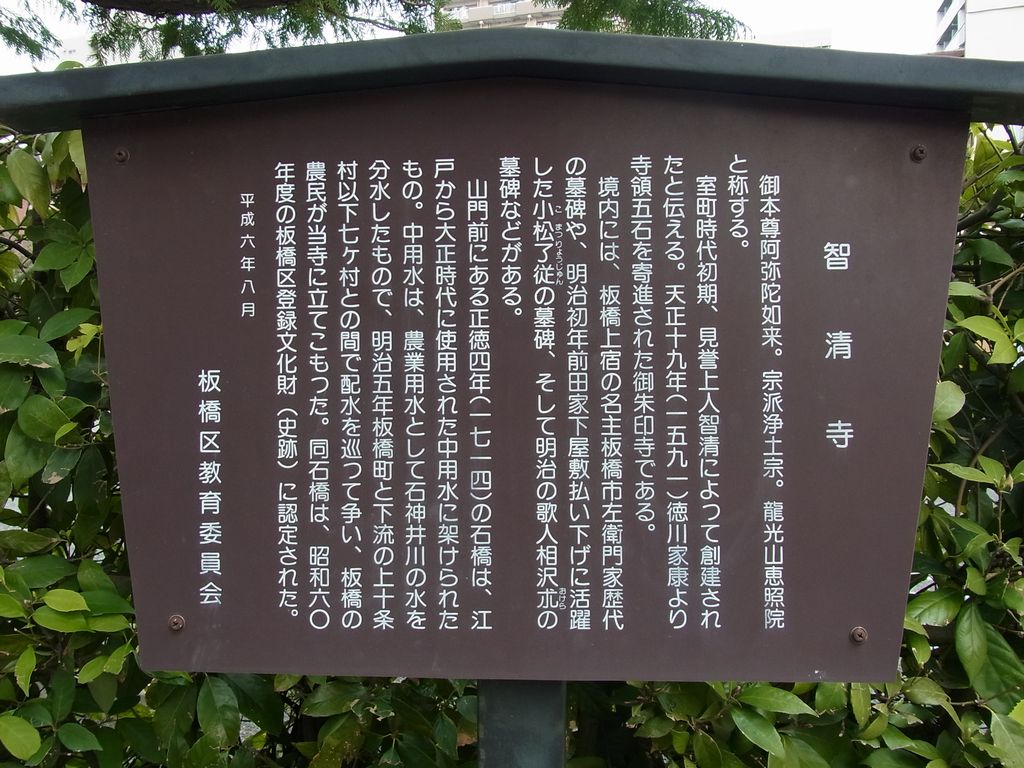 智清寺
御本尊阿弥陀如来。宗派浄土宗。龍光山恵照院
と称する。
室町時代初期、見誉上人智清によって創建され
たと伝える。天正十九年(一五九一)徳川家康より
寺領五石を寄進された御朱印寺である。
境内には、板橋上宿の名主板橋市左衛門家歴代
の墓碑や、明治初年前田家下屋敷払い下げに活躍
した小松了従の墓碑、そして明治の歌人相沢朮の
こまつりょうじゅん
おけら
墓碑などがある。
山門前にある正徳四年(一七一四)の石橋は、江
戸から大正時代に使用された中用水に架けられた
もの。中用水は、農業用水として石神井川の水を
分水したもので、明治五年板橋町と下流の上十条
村以下七ヶ村との間で配水を巡って争い、板橋の
農民が当寺に立てこもった。同石橋は、昭和六〇
年度の板橋区登録文化財(史跡)に認定された。
平成六年八月
板橋区教育委員会